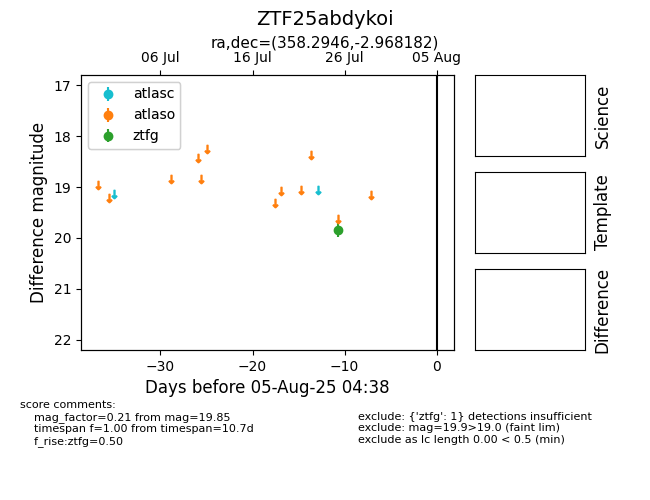 ZTF25abdykoi
ra,dec=(358.2946,-2.968182)
06 Jul 16 Jul 26 Jul 05 Aug
17
18
19
20
21
22
Difference magnitude
atlasc
atlaso
ztfg
−30 −20 −10 0
Days before 05-Aug-25 04:38
Science
Template
Difference
score comments:
mag_factor=0.21 from mag=19.85
timespan f=1.00 from timespan=10.7d
f_rise:ztfg=0.50
exclude: {'ztfg': 1} detections insufficient
exclude: mag=19.9>19.0 (faint lim)
exclude as lc length 0.00 < 0.5 (min)